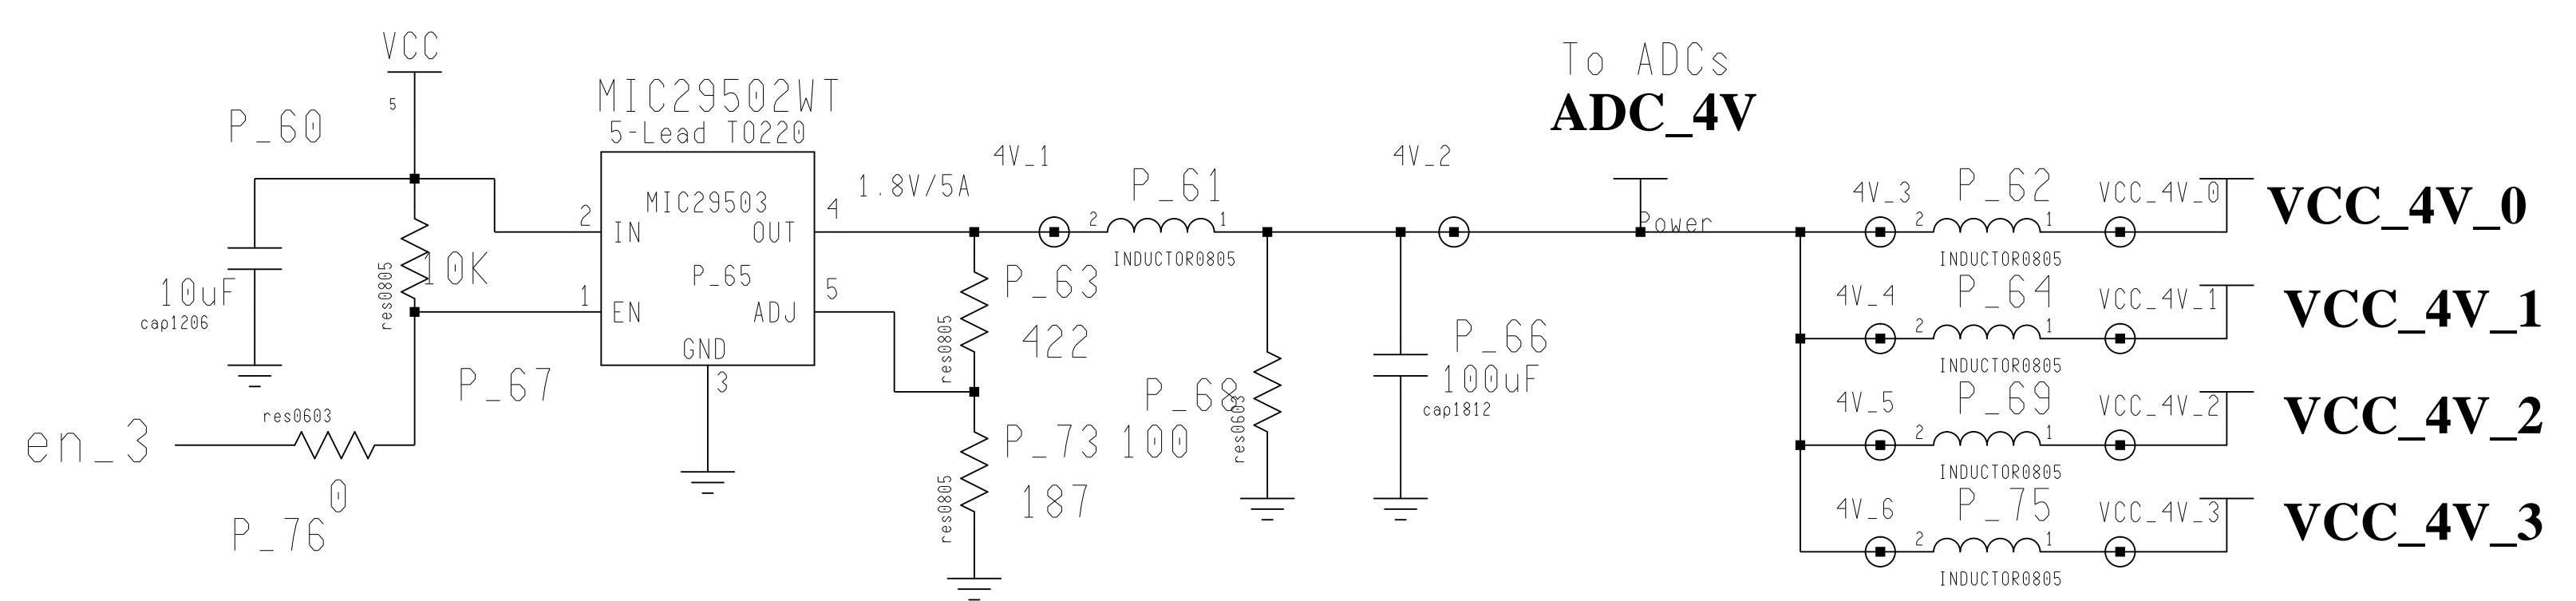 VCC
5
P_60
10uF
cap1206
res0805
10K
en_3
res0603
0
P_76
P_67
MIC29502WT
5-Lead TO220
MIC29503
2
IN
OUT
4
P_65
1
EN
ADJ
5
GND
3
1.8V/5A
4V_1
P_63
422
res0805
P_73
187
res0805
P_61
2
1
INDUCTOR0805
P_68
100
res0603
4V_2
P_66
100uF
cap1812
To ADCs
ADC_4V
Power
4V_3
P_62
2
1
INDUCTOR0805
VCC_4V_0
VCC_4V_0
4V_4
P_64
2
1
INDUCTOR0805
VCC_4V_1
VCC_4V_1
4V_5
P_69
2
1
INDUCTOR0805
VCC_4V_2
VCC_4V_2
4V_6
P_75
2
1
INDUCTOR0805
VCC_4V_3
VCC_4V_3